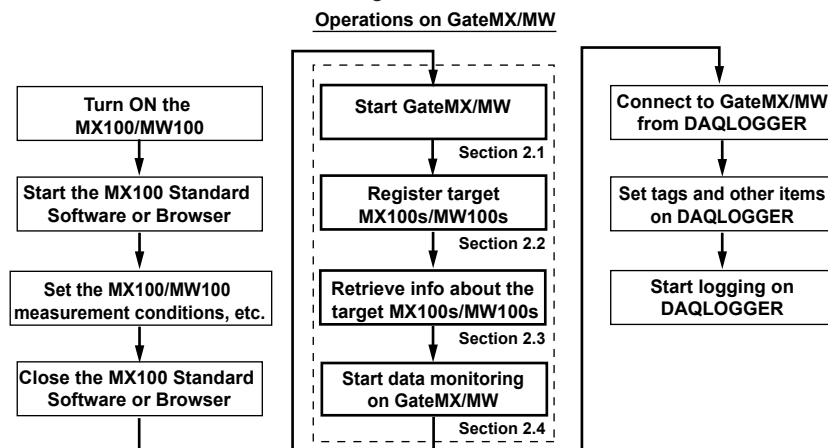 Operations on GateMX/MW
Turn ON the
MX100/MW100
Start the MX100 Standard
Software or Browser
Set the MX100/MW100
measurement conditions, etc.
Close the MX100 Standard
Software or Browser
Start GateMX/MW
Section 2.1
Register target
MX100s/MW100s
Section 2.2
Retrieve info about the
target MX100s/MW100s
Section 2.3
Start data monitoring
on GateMX/MW
Section 2.4
Connect to GateMX/MW
from DAQLOGGER
Set tags and other items
on DAQLOGGER
Start logging on
DAQLOGGER